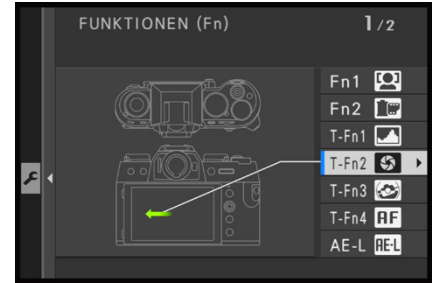 FUNKTIONEN (Fn) 1/2
Fn1
Fn2
T-Fn1
T-Fn2
T-Fn3
T-Fn4 AF
AE-L AE-L